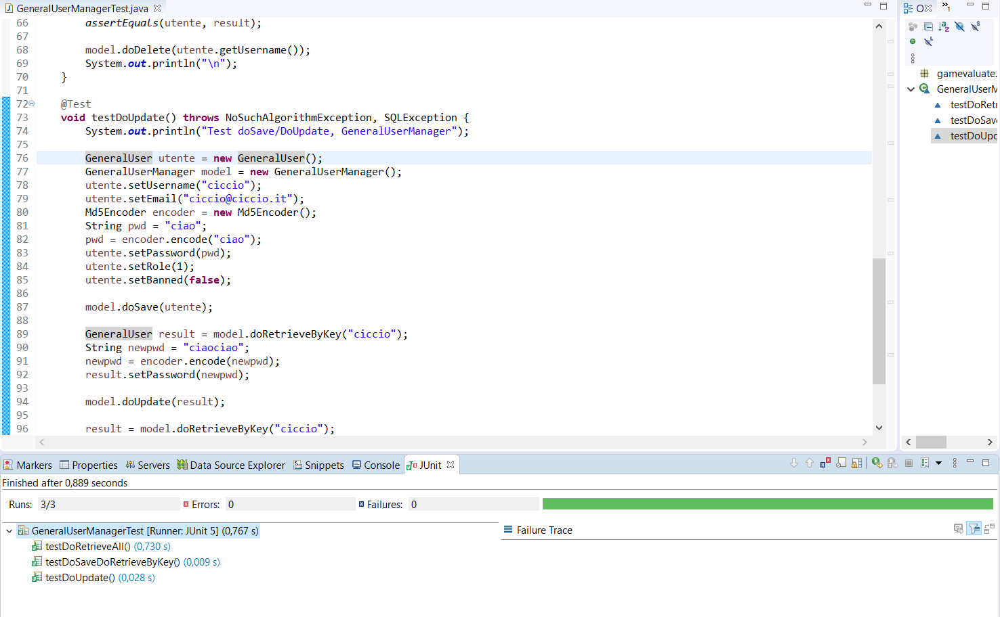 GeneralUserManagerTest.java
66 assertEquals(utente, result);
67
68 model.doDelete(utente.getUsername());
69 System.out.println("\n");
70 }
71
72 @Test
73 void testDoUpdate() throws NoSuchAlgorithmException, SQLException {
74 System.out.println("Test doSave/DoUpdate, GeneralUserManager");
75
76 GeneralUser utente = new GeneralUser();
77 GeneralUserManager model = new GeneralUserManager();
78 utente.setUsername("ciccio");
79 utente.setEmail("ciccio@ciccio.it");
80 Md5Encoder encoder = new Md5Encoder();
81 String pwd = "ciao";
82 pwd = encoder.encode("ciao");
83 utente.setPassword(pwd);
84 utente.setRole(1);
85 utente.setBanned(false);
86
87 model.doSave(utente);
88
89 GeneralUser result = model.doRetrieveByKey("ciccio");
90 String newpwd = "ciaociao";
91 newpwd = encoder.encode(newpwd);
92 result.setPassword(newpwd);
93
94 model.doUpdate(result);
95
96 result = model.doRetrieveByKey("ciccio");
O
1
gamevaluate.
GeneralUserM
testDoRetr
testDoSave
testDoUpd
Markers Properties Servers Data Source Explorer Snippets Console JUnit
Finished after 0,889 seconds
Runs: 3/3 Errors: 0 Failures: 0
GeneralUserManagerTest [Runner: JUnit 5] (0,767 s)
testDoRetrieveAll() (0,730 s)
testDoSaveDoRetrieveByKey() (0,009 s)
testDoUpdate() (0,028 s)
Failure Trace